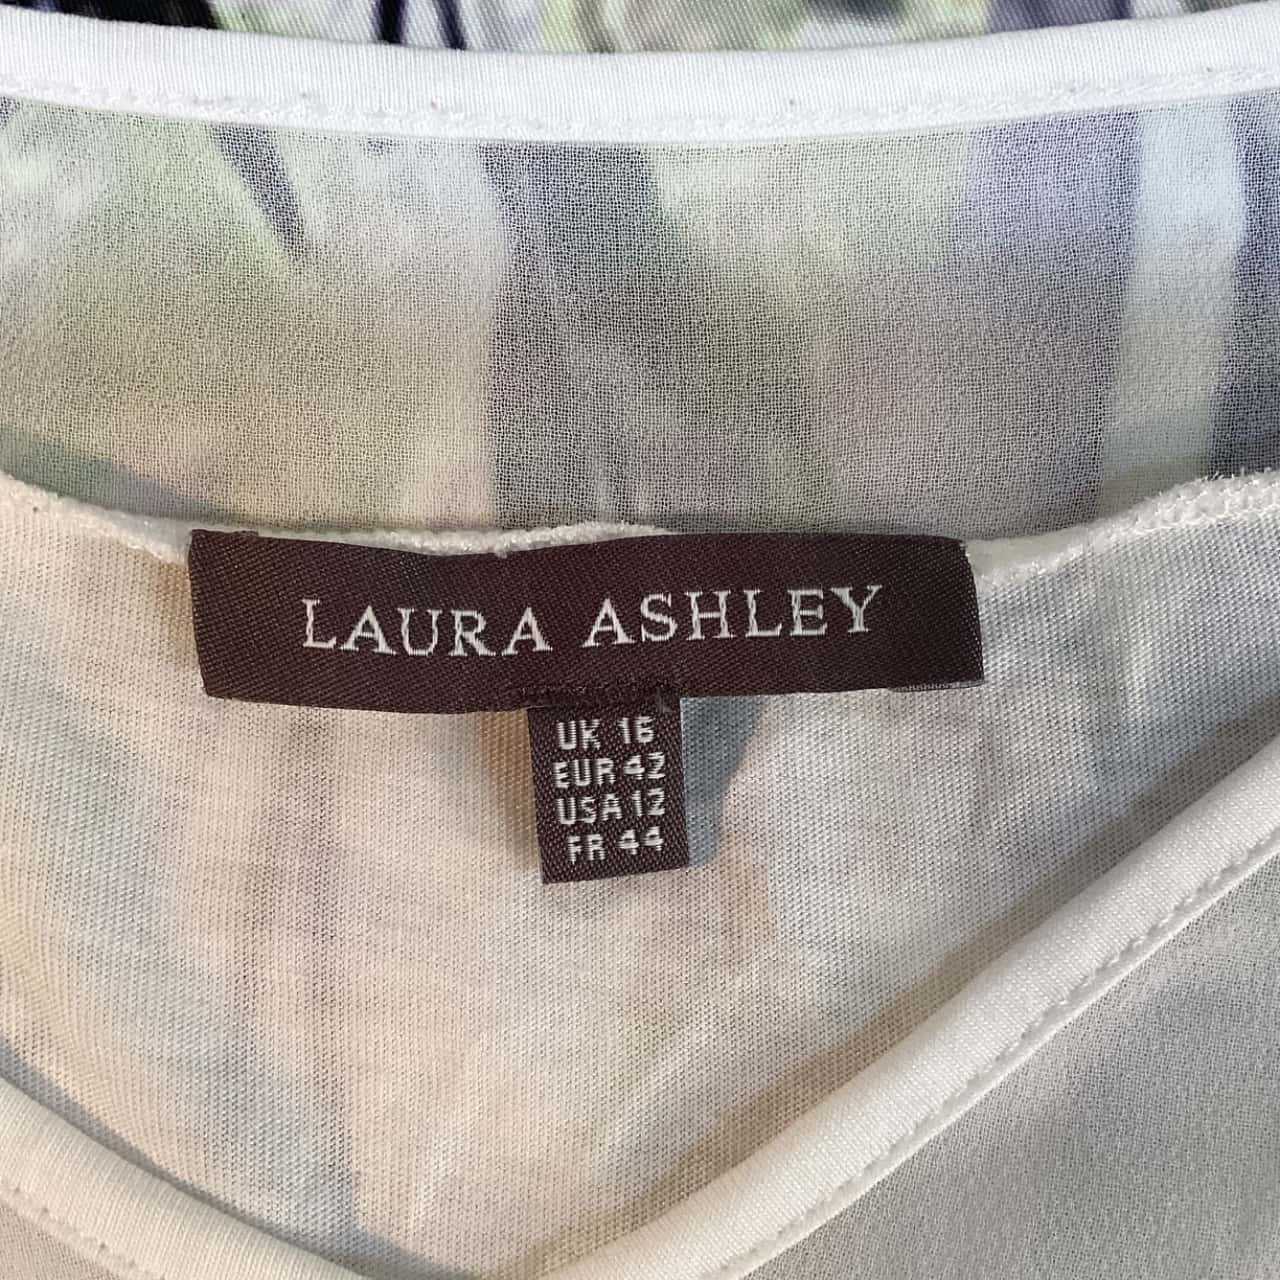 LAURA ASHLEY
UK 16
EUR 42
USA 12
FR 44